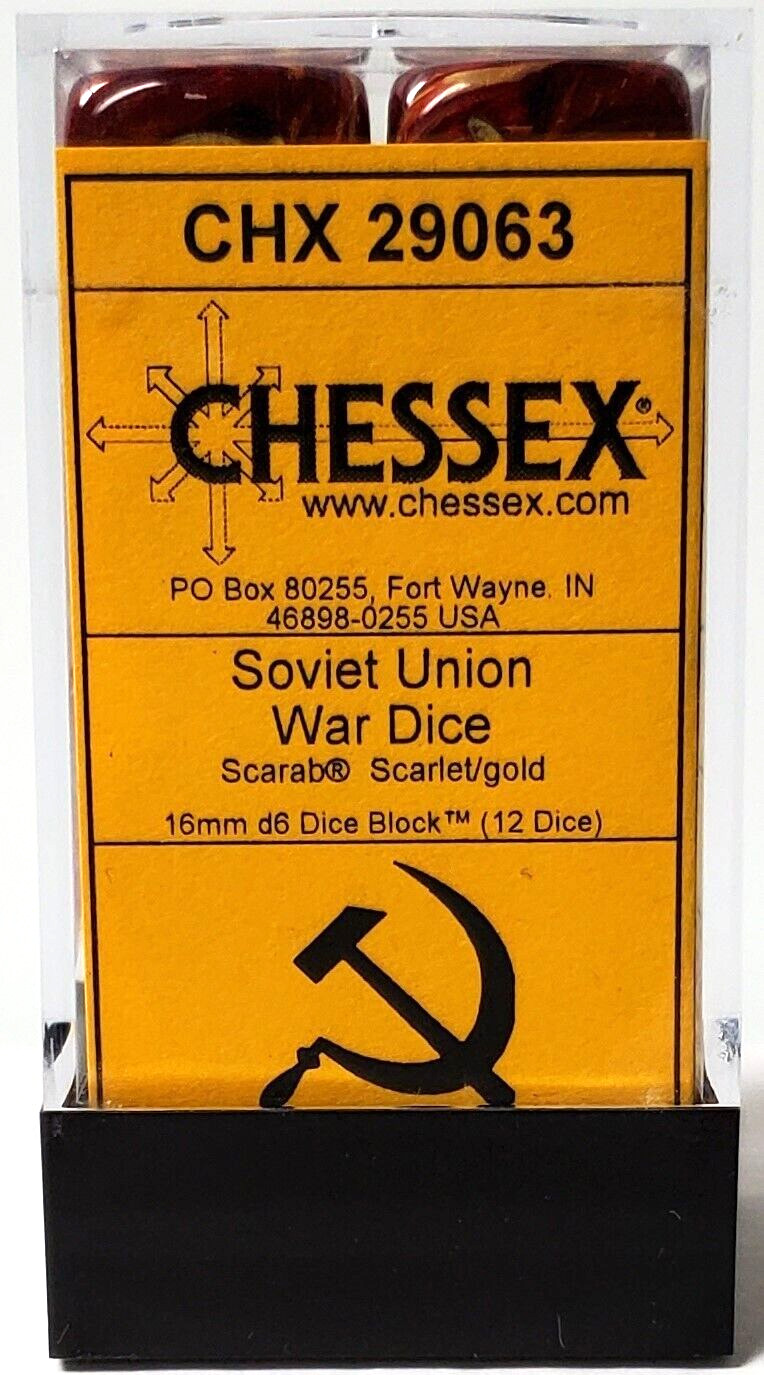 CHX 29063
CHESSEX®
www.chessex.com
PO Box 80255, Fort Wayne, IN
46898-0255 USA
Soviet Union
War Dice
Scarab® Scarlet/gold
16mm d6 Dice Block™ (12 Dice)